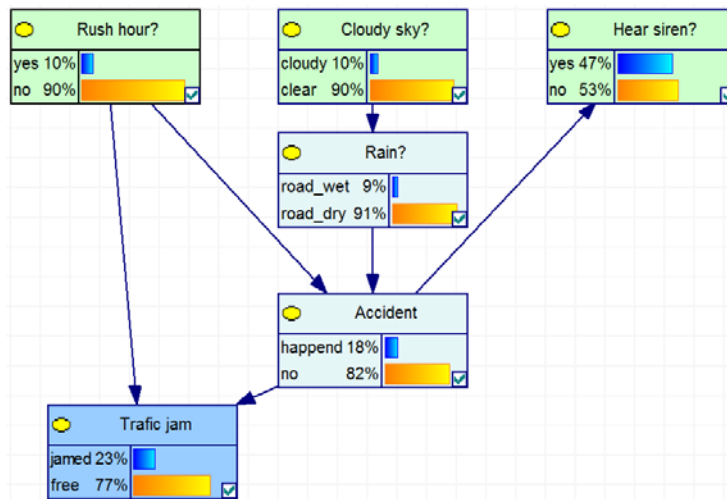 Rush hour?
yes 10%
no 90%
Cloudy sky?
cloudy 10%
clear 90%
Hear siren?
yes 47%
no 53%
Rain?
road_wet 9%
road_dry 91%
Accident
happend 18%
no 82%
Trafic jam
jamed 23%
free 77%